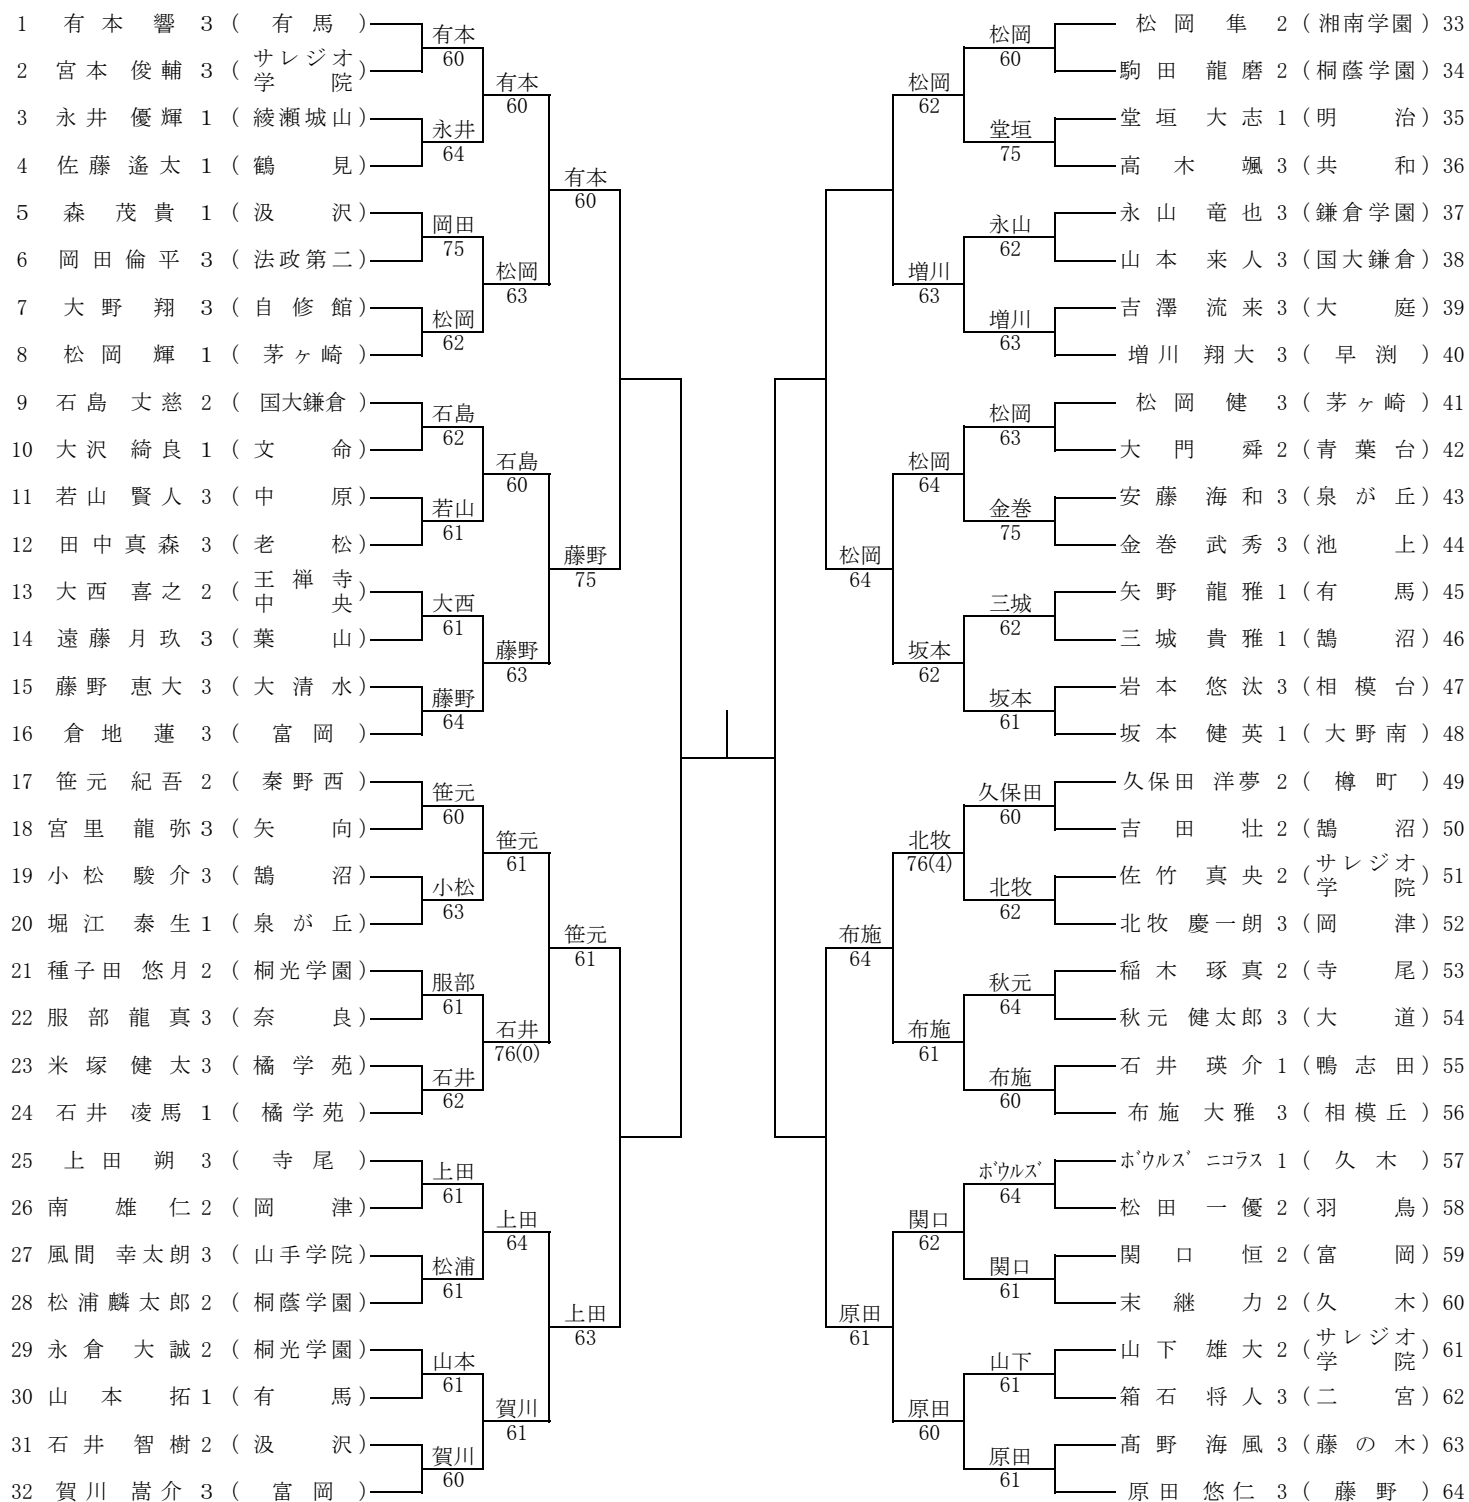 1 有本 響 3 ( 有馬 )
2 宮本 俊輔 3 ( サレジオ学院 )
3 永井 優輝 1 ( 綾瀬城山 )
4 佐藤 遙太 1 ( 鶴見 )
5 森 茂貴 1 ( 汲沢 )
6 岡田 倫平 3 ( 法政第二 )
7 大野 翔 3 ( 自修館 )
8 松岡 輝 1 ( 茅ヶ崎 )
9 石島 丈慈 2 ( 国大鎌倉 )
10 大沢 綺良 1 ( 文命 )
11 若山 賢人 3 ( 中原 )
12 田中 真森 3 ( 老松 )
13 大西 喜之 2 ( 王禅寺中央 )
14 遠藤 月玖 3 ( 葉山 )
15 藤野 恵大 3 ( 大清水 )
16 倉地 蓮 3 ( 富岡 )
17 笹元 紀吾 2 ( 秦野西 )
18 宮里 龍弥 3 ( 矢向 )
19 小松 駿介 3 ( 鵠沼 )
20 堀江 泰生 1 ( 泉が丘 )
21 種子田 悠月 2 ( 桐光学園 )
22 服部 龍真 3 ( 奈良 )
23 米塚 健太 3 ( 橘学苑 )
24 石井 凌馬 1 ( 橘学苑 )
25 上田 朔 3 ( 寺尾 )
26 南 雄仁 2 ( 岡津 )
27 風間 幸太朗 3 ( 山手学院 )
28 松浦 麟太郎 2 ( 桐蔭学園 )
29 永倉 大誠 2 ( 桐光学園 )
30 山本 拓 1 ( 有馬 )
31 石井 智樹 2 ( 汲沢 )
32 賀川 嵩介 3 ( 富岡 )
有本
60
永井
64
岡田
75
松岡
62
石島
62
若山
61
大西
61
藤野
64
笹元
60
小松
63
服部
61
石井
62
上田
61
松浦
61
山本
61
賀川
60
有本
60
松岡
63
石島
60
藤野
63
笹元
61
石井
76(0)
上田
64
賀川
61
有本
60
藤野
75
笹元
61
上田
63
松岡
64
布施
64
原田
61
松岡
62
増川
63
松岡
64
坂本
62
北牧
76(4)
布施
61
関口
62
原田
60
松岡
60
堂垣
75
永山
62
増川
63
松岡
63
金巻
75
三城
62
坂本
61
久保田
60
北牧
62
秋元
64
布施
60
ボウルズ
64
関口
61
山下
61
原田
61
松岡 隼 2 ( 湘南学園 ) 33
駒田 龍磨 2 ( 桐蔭学園 ) 34
堂垣 大志 1 ( 明治 ) 35
高木 颯 3 ( 共和 ) 36
永山 竜也 3 ( 鎌倉学園 ) 37
山本 来人 3 ( 国大鎌倉 ) 38
吉澤 流来 3 ( 大庭 ) 39
増川 翔大 3 ( 早渕 ) 40
松岡 健 3 ( 茅ヶ崎 ) 41
大門 舜 2 ( 青葉台 ) 42
安藤 海和 3 ( 泉が丘 ) 43
金巻 武秀 3 ( 池上 ) 44
矢野 龍雅 1 ( 有馬 ) 45
三城 貴雅 1 ( 鵠沼 ) 46
岩本 悠汰 3 ( 相模台 ) 47
坂本 健英 1 ( 大野南 ) 48
久保田 洋夢 2 ( 樽町 ) 49
吉田 壮 2 ( 鵠沼 ) 50
佐竹 真央 2 ( サレジオ学院 ) 51
北牧 慶一朗 3 ( 岡津 ) 52
稲木 琢真 2 ( 寺尾 ) 53
秋元 健太郎 3 ( 大道 ) 54
石井 瑛介 1 ( 鴨志田 ) 55
布施 大雅 3 ( 相模丘 ) 56
ボウルズ ニコラス 1 ( 久木 ) 57
松田 一優 2 ( 羽鳥 ) 58
関口 恒 2 ( 富岡 ) 59
末継 力 2 ( 久木 ) 60
山下 雄大 2 ( サレジオ学院 ) 61
箱石 将人 3 ( 二宮 ) 62
髙野 海風 3 ( 藤の木 ) 63
原田 悠仁 3 ( 藤野 ) 64